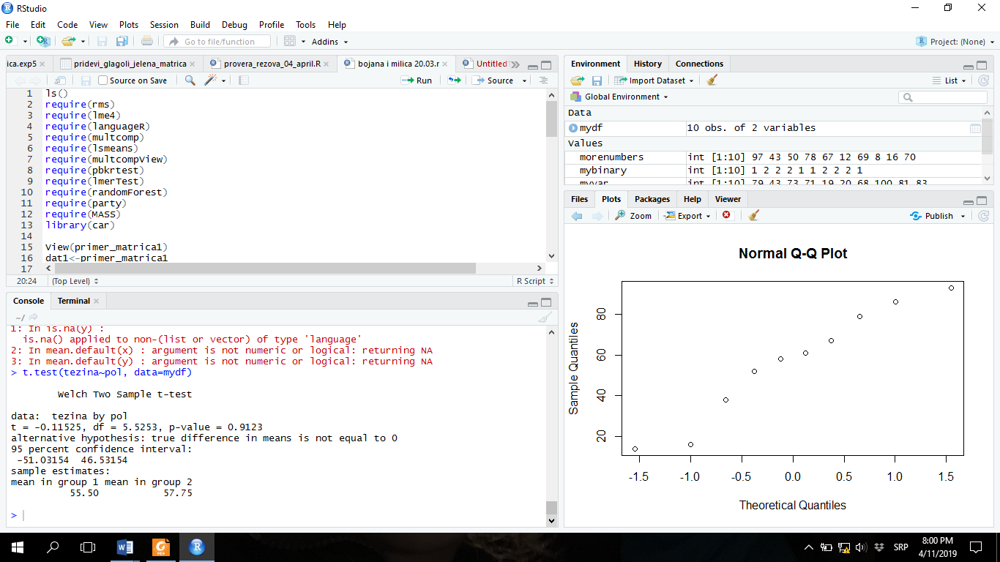 RStudio
File Edit Code View Plots Session Build Debug Profile Tools Help
Go to file/function Addins Project: (None)
ica.exp5 pridevi_glagoli_jelena_matrica provera_rezova_04_april.R bojana i milica 20.03.r Untitled
Source on Save Run Source
1 ls()
2 require(rms)
3 require(lme4)
4 require(languageR)
5 require(multcomp)
6 require(lsmeans)
7 require(multcompView)
8 require(pbkrtest)
9 require(lmerTest)
10 require(randomForest)
11 require(party)
12 require(MASS)
13 library(car)
14
15 View(primer_matrica1)
16 dat1<-primer_matrica1
17
20:24 (Top Level) R Script
Console Terminal
~/
1: In is.na(y) :
is.na() applied to non-(list or vector) of type 'language'
2: In mean.default(x) : argument is not numeric or logical: returning NA
3: In mean.default(y) : argument is not numeric or logical: returning NA
> t.test(tezina~pol, data=mydf)
Welch Two Sample t-test
data: tezina by pol
t = -0.11525, df = 5.5253, p-value = 0.9123
alternative hypothesis: true difference in means is not equal to 0
95 percent confidence interval:
-51.03154 46.53154
sample estimates:
mean in group 1 mean in group 2
55.50 57.75
>
Environment History Connections
Import Dataset List
Global Environment
Data
mydf 10 obs. of 2 variables
Values
morenumbers int [1:10] 97 43 50 78 67 12 69 8 16 70
mybinary int [1:10] 1 2 2 2 1 1 2 2 2 1
myvar int [1:10] 79 43 73 71 19 20 68 100 81 83
Files Plots Packages Help Viewer
Zoom Export Publish
Normal Q-Q Plot
Sample Quantiles
80
60
40
20
-1.5 -1.0 -0.5 0.0 0.5 1.0 1.5
Theoretical Quantiles
SRP
8:00 PM
4/11/2019